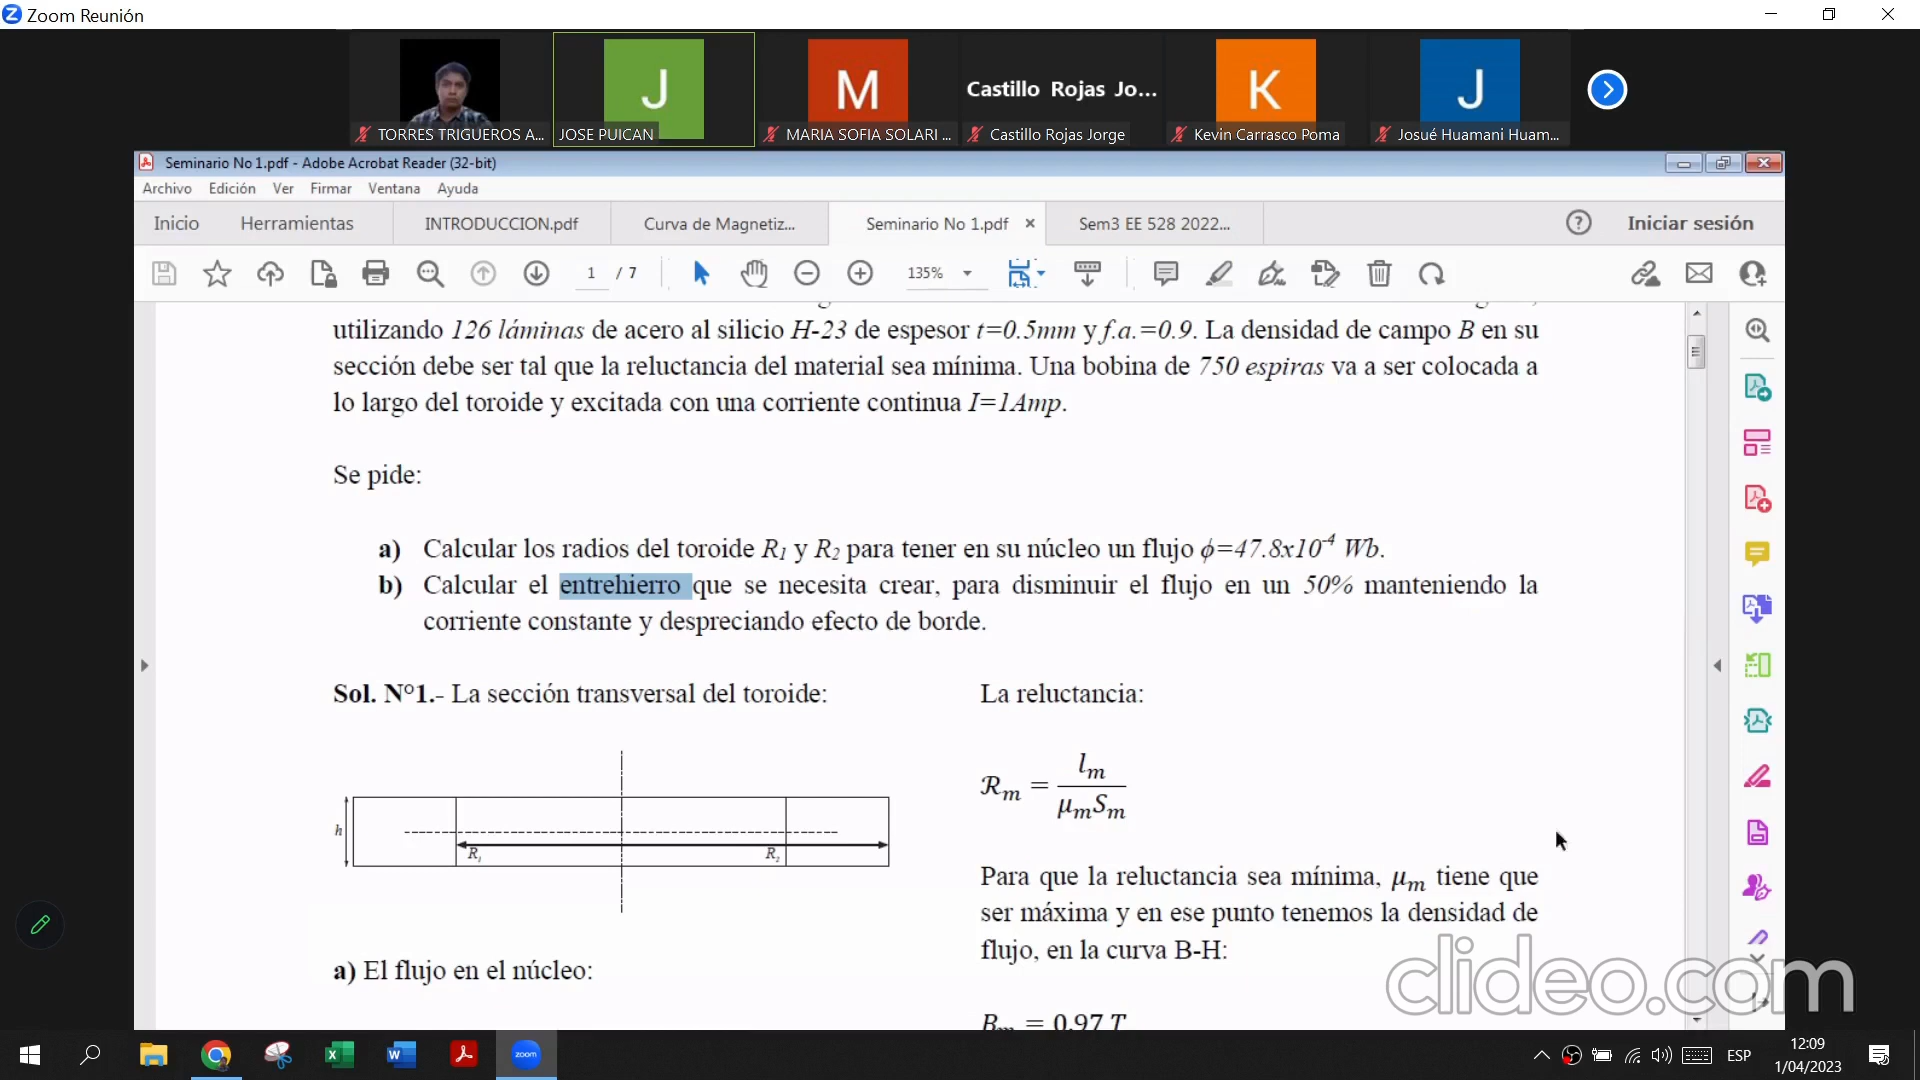 Zoom Reunión
J
M
Castillo Rojas Jo...
K
J
TORRES TRIGUEROS A...
JOSE PUICAN
MARIA SOFIA SOLARI ...
Castillo Rojas Jorge
Kevin Carrasco Poma
Josué Huamani Huam...
Seminario No 1.pdf - Adobe Acrobat Reader (32-bit)
Archivo Edición Ver Firmar Ventana Ayuda
Inicio Herramientas INTRODUCCION.pdf Curva de Magnetiz... Seminario No 1.pdf × Sem3 EE 528 2022... ? Iniciar sesión
1 / 7 135%
utilizando 126 láminas de acero al silicio H-23 de espesor t=0.5mm y f.a.=0.9. La densidad de campo B en su
sección debe ser tal que la reluctancia del material sea mínima. Una bobina de 750 espiras va a ser colocada a
lo largo del toroide y excitada con una corriente continua I=1Amp.
Se pide:
a) Calcular los radios del toroide R₁ y R₂ para tener en su núcleo un flujo ϕ=47.8x10⁻⁴ Wb.
b) Calcular el entrehierro que se necesita crear, para disminuir el flujo en un 50% manteniendo la
corriente constante y despreciando efecto de borde.
Sol. N°1.- La sección transversal del toroide:
h
R₁ R₂
a) El flujo en el núcleo:
La reluctancia:
ℛₘ = lₘ / μₘSₘ
Para que la reluctancia sea mínima, μₘ tiene que
ser máxima y en ese punto tenemos la densidad de
flujo, en la curva B-H:
Bₘ = 0.97 T
clideo.com
zoom
ESP
12:09
1/04/2023